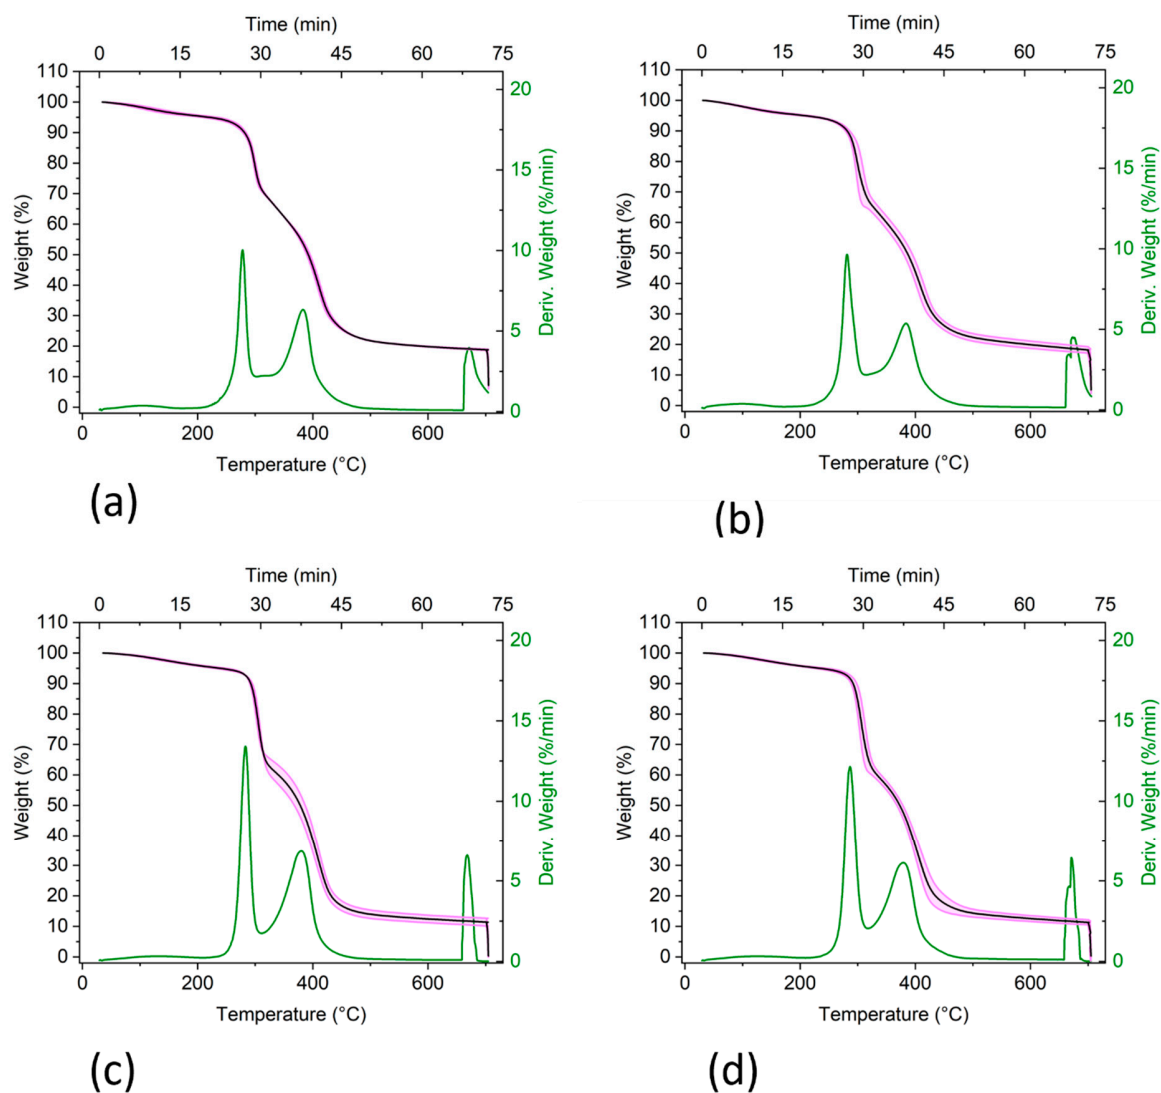 Time (min)
0 15 30 45 60 75
110
100
90
80
70
60
50
40
30
20
10
0
Weight (%)
20
15
10
5
0
Deriv. Weight (%/min)
0 200 400 600
Temperature (°C)
(a)
Time (min)
0 15 30 45 60 75
110
100
90
80
70
60
50
40
30
20
10
0
Weight (%)
20
15
10
5
0
Deriv. Weight (%/min)
0 200 400 600
Temperature (°C)
(b)
Time (min)
0 15 30 45 60 75
110
100
90
80
70
60
50
40
30
20
10
0
Weight (%)
20
15
10
5
0
Deriv. Weight (%/min)
0 200 400 600
Temperature (°C)
(c)
Time (min)
0 15 30 45 60 75
110
100
90
80
70
60
50
40
30
20
10
0
Weight (%)
20
15
10
5
0
Deriv. Weight (%/min)
0 200 400 600
Temperature (°C)
(d)